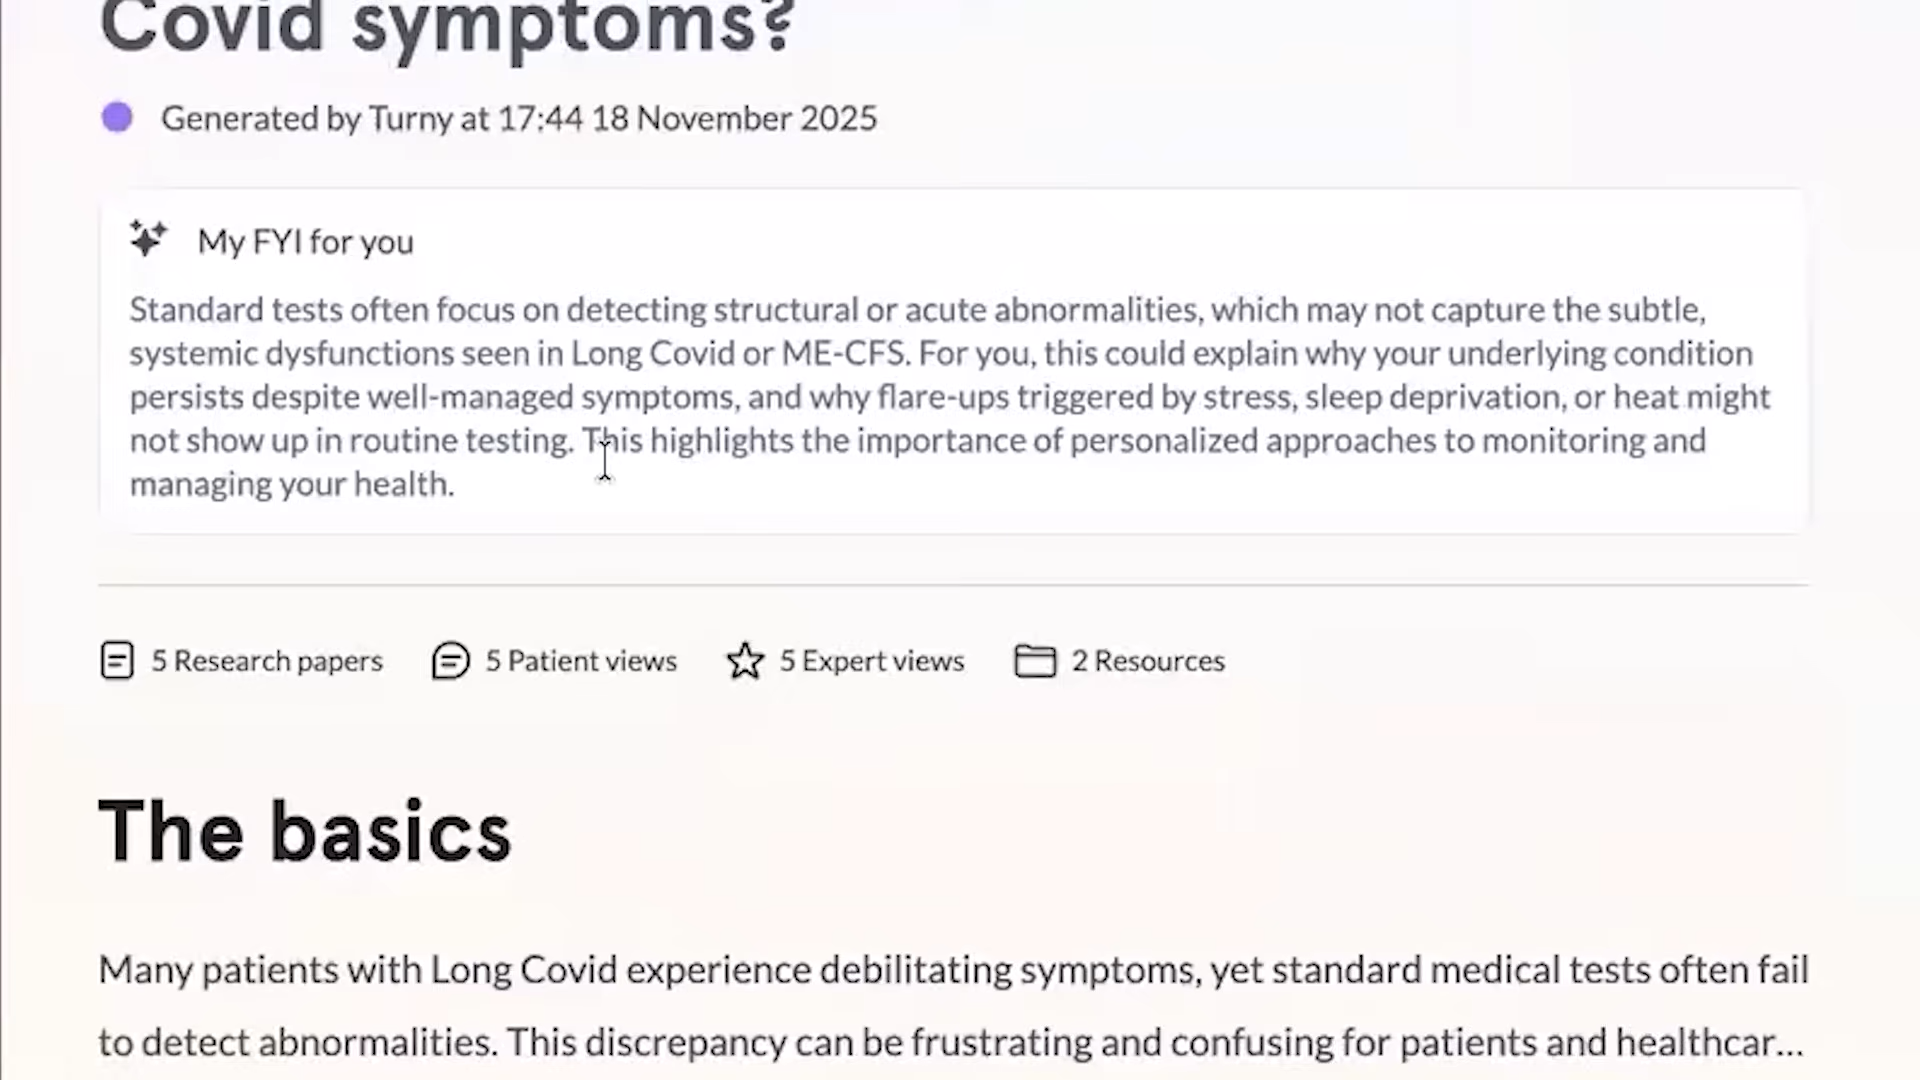 Covid symptoms?
Generated by Turny at 17:44 18 November 2025
My FYI for you
Standard tests often focus on detecting structural or acute abnormalities, which may not capture the subtle,
systemic dysfunctions seen in Long Covid or ME-CFS. For you, this could explain why your underlying condition
persists despite well-managed symptoms, and why flare-ups triggered by stress, sleep deprivation, or heat might
not show up in routine testing. This highlights the importance of personalized approaches to monitoring and
managing your health.
5 Research papers 5 Patient views 5 Expert views 2 Resources
The basics
Many patients with Long Covid experience debilitating symptoms, yet standard medical tests often fail
to detect abnormalities. This discrepancy can be frustrating and confusing for patients and healthcar...